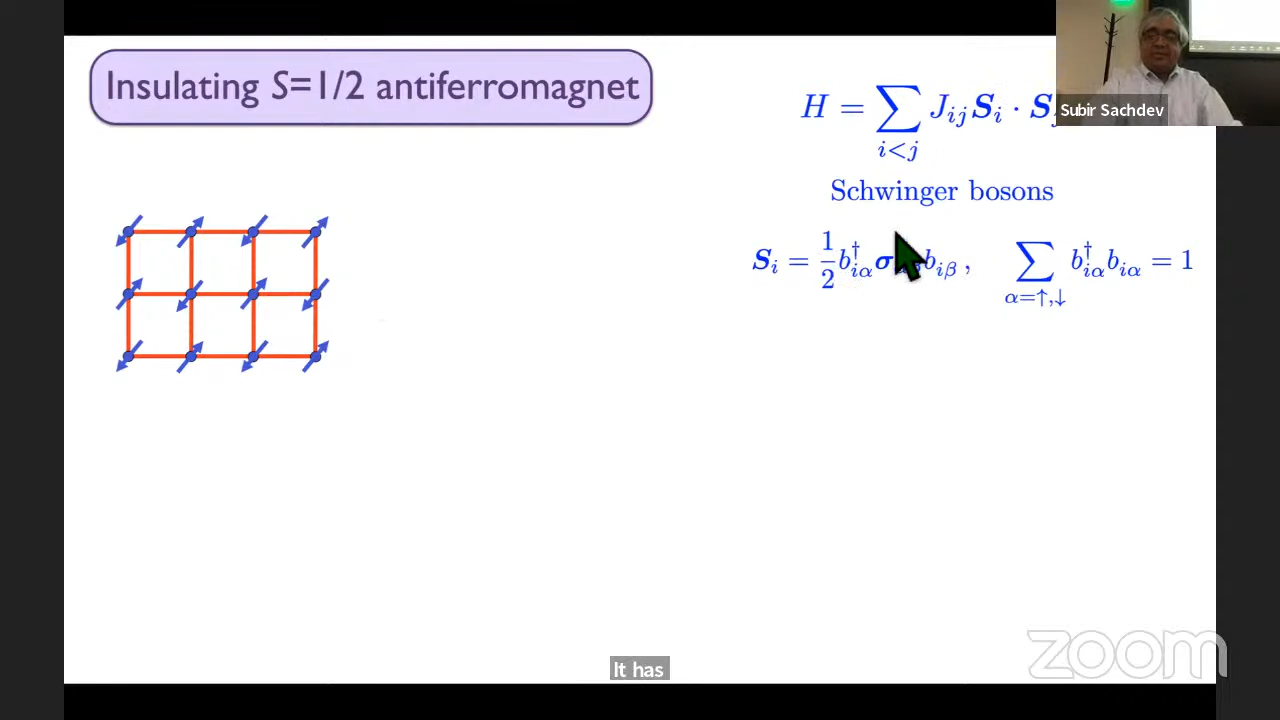 Insulating S=1/2 antiferromagnet
H = ∑_{i<j} J_{ij} S_i · S
Subir Sachdev
Schwinger bosons
S_i = \frac{1}{2} b^†_{iα} σ b_{iβ} , ∑_{α=↑,↓} b^†_{iα} b_{iα} = 1
zoom
It has